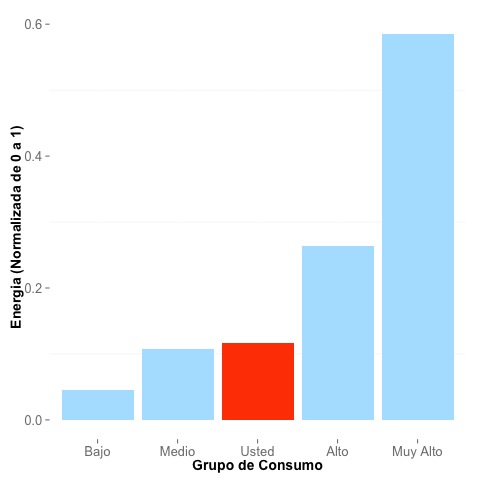 0.6
0.4
0.2
0.0
Energia (Normalizada de 0 a 1)
Bajo Medio Usted Alto Muy Alto
Grupo de Consumo